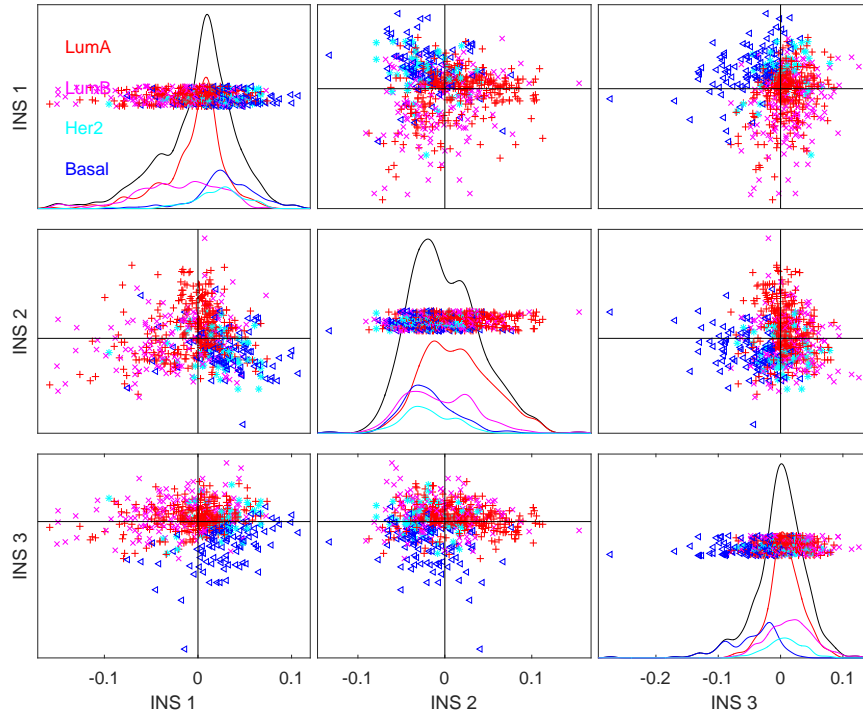 INS 1
LumA
LumB
Her2
Basal
INS 2
INS 3
-0.1 0 0.1
-0.1 0 0.1
-0.2 -0.1 0 0.1
INS 1
INS 2
INS 3